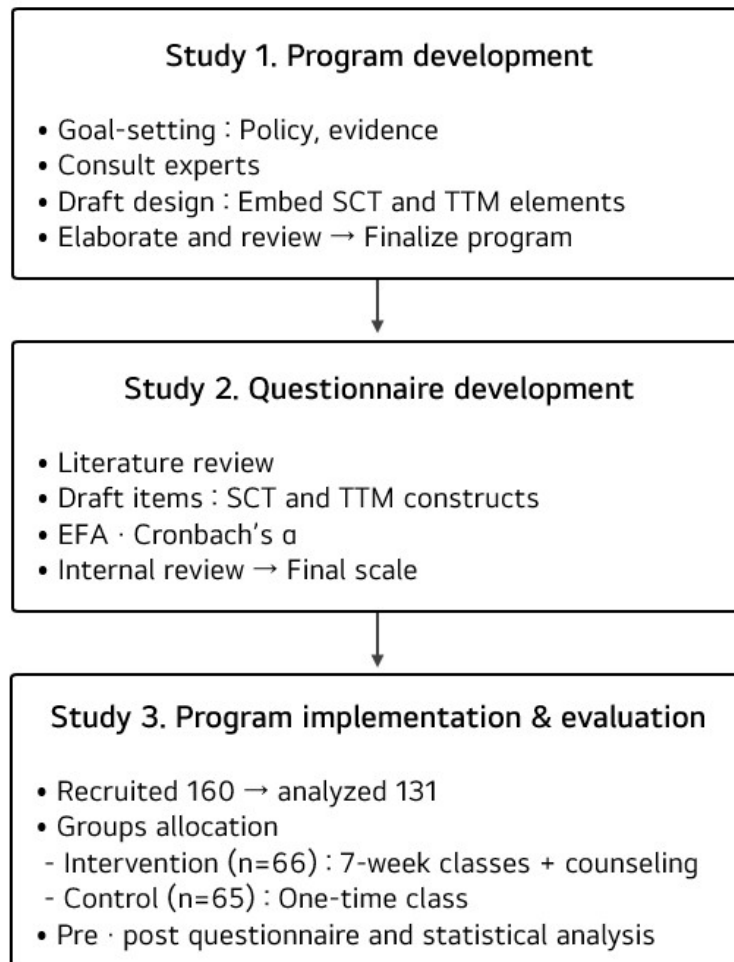 Study 1. Program development
• Goal-setting : Policy, evidence
• Consult experts
• Draft design : Embed SCT and TTM elements
• Elaborate and review → Finalize program
Study 2. Questionnaire development
• Literature review
• Draft items : SCT and TTM constructs
• EFA · Cronbach's α
• Internal review → Final scale
Study 3. Program implementation & evaluation
• Recruited 160 → analyzed 131
• Groups allocation
- Intervention (n=66) : 7-week classes + counseling
- Control (n=65) : One-time class
• Pre · post questionnaire and statistical analysis